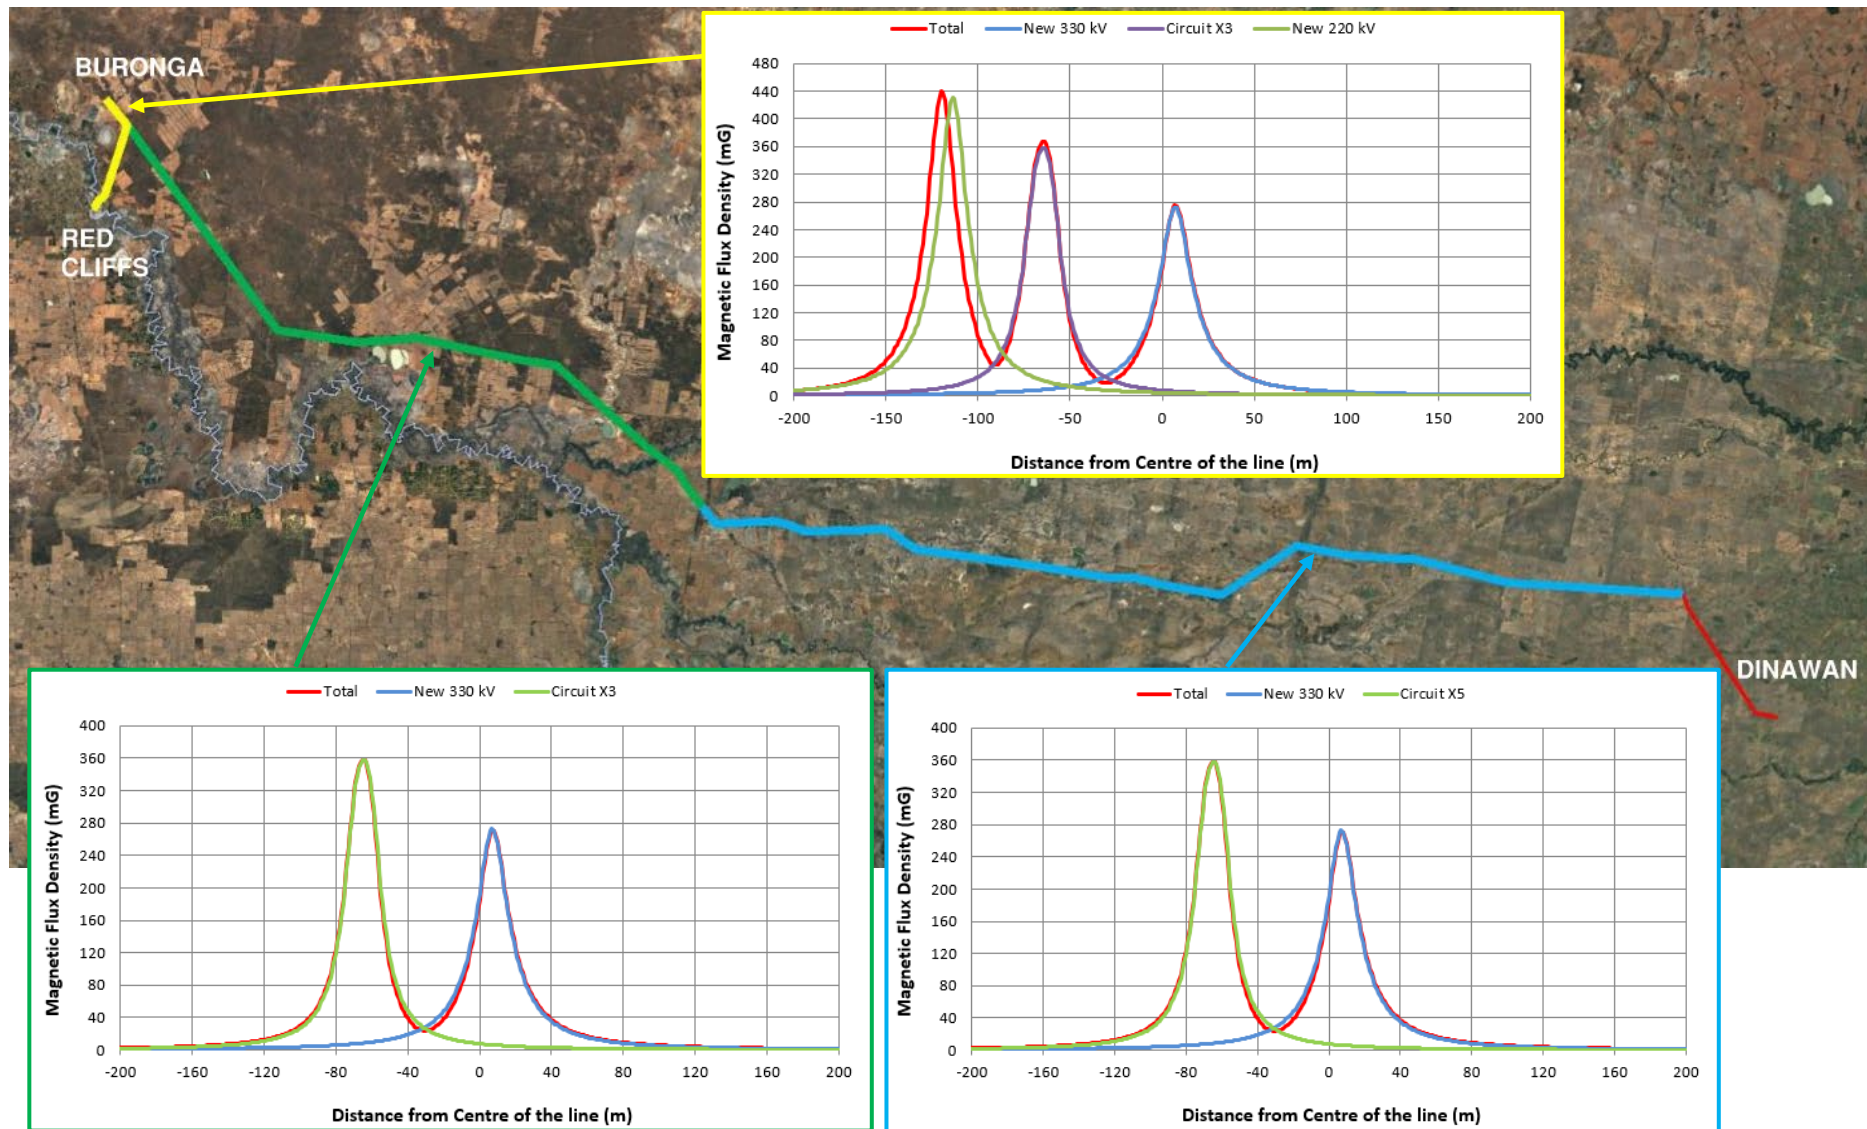 BURONGA
RED
CLIFFS
DINAWAN
Total New 330 kV Circuit X3 New 220 kV
Magnetic Flux Density (mG)
480
440
400
360
320
280
240
200
160
120
80
40
0
-200 -150 -100 -50 0 50 100 150 200
Distance from Centre of the line (m)
Total New 330 kV Circuit X3
Magnetic Flux Density (mG)
400
360
320
280
240
200
160
120
80
40
0
-200 -160 -120 -80 -40 0 40 80 120 160 200
Distance from Centre of the line (m)
Total New 330 kV Circuit X5
Magnetic Flux Density (mG)
400
360
320
280
240
200
160
120
80
40
0
-200 -160 -120 -80 -40 0 40 80 120 160 200
Distance from Centre of the line (m)